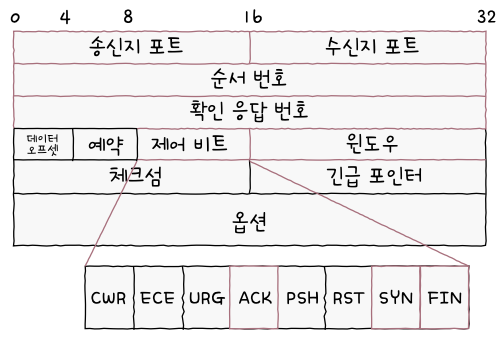 0 4 8 16 32
송신지 포트 수신지 포트
순서 번호
확인 응답 번호
데이터
오프셋 예약 제어 비트 윈도우
체크섬 긴급 포인터
옵션
CWR ECE URG ACK PSH RST SYN FIN